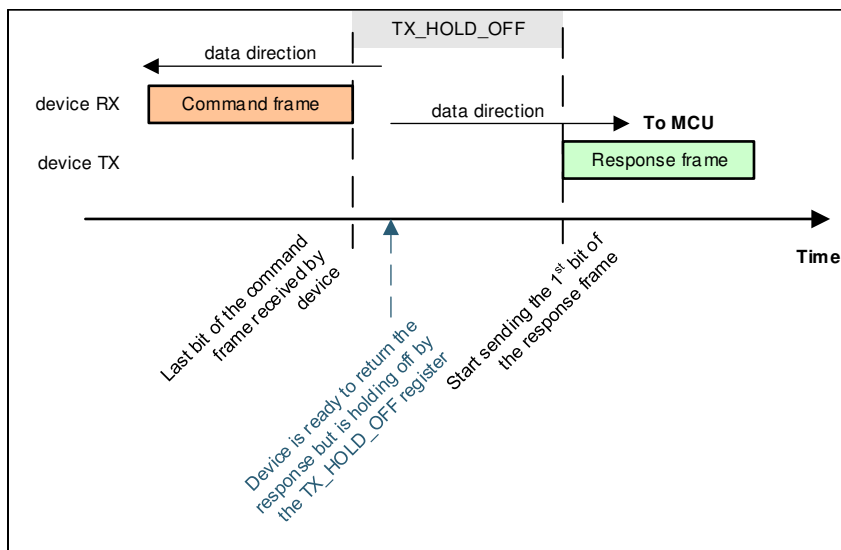 TX_HOLD_OFF
data direction
device RX
Command frame
data direction
To MCU
device TX
Response frame
Time
Last bit of the command
frame received by
device
Device is ready to return the
response but is holding off by
the TX_HOLD_OFF register
Start sending the 1st bit of
the response frame